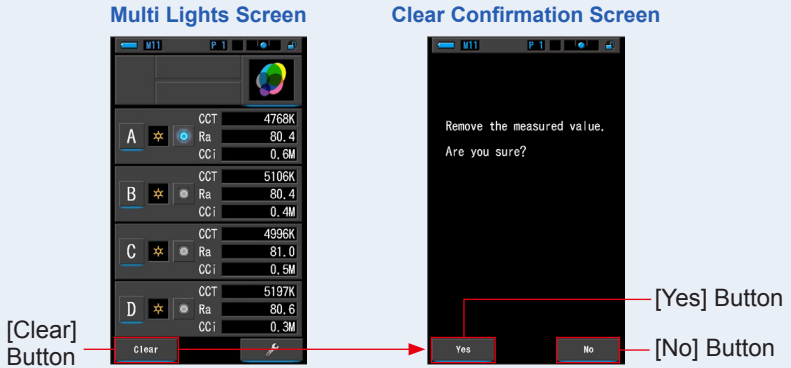 Multi Lights Screen
Clear Confirmation Screen
M11 P 1
CCT 4768K
A Ra 80.4
CCi 0.6M
CCT 5106K
B Ra 80.4
CCi 0.4M
CCT 4996K
C Ra 81.0
CCi 0.5M
CCT 5197K
D Ra 80.6
CCi 0.3M
Clear
[Clear]
Button
M11 P 1
Remove the measured value.
Are you sure?
Yes No
[Yes] Button
[No] Button